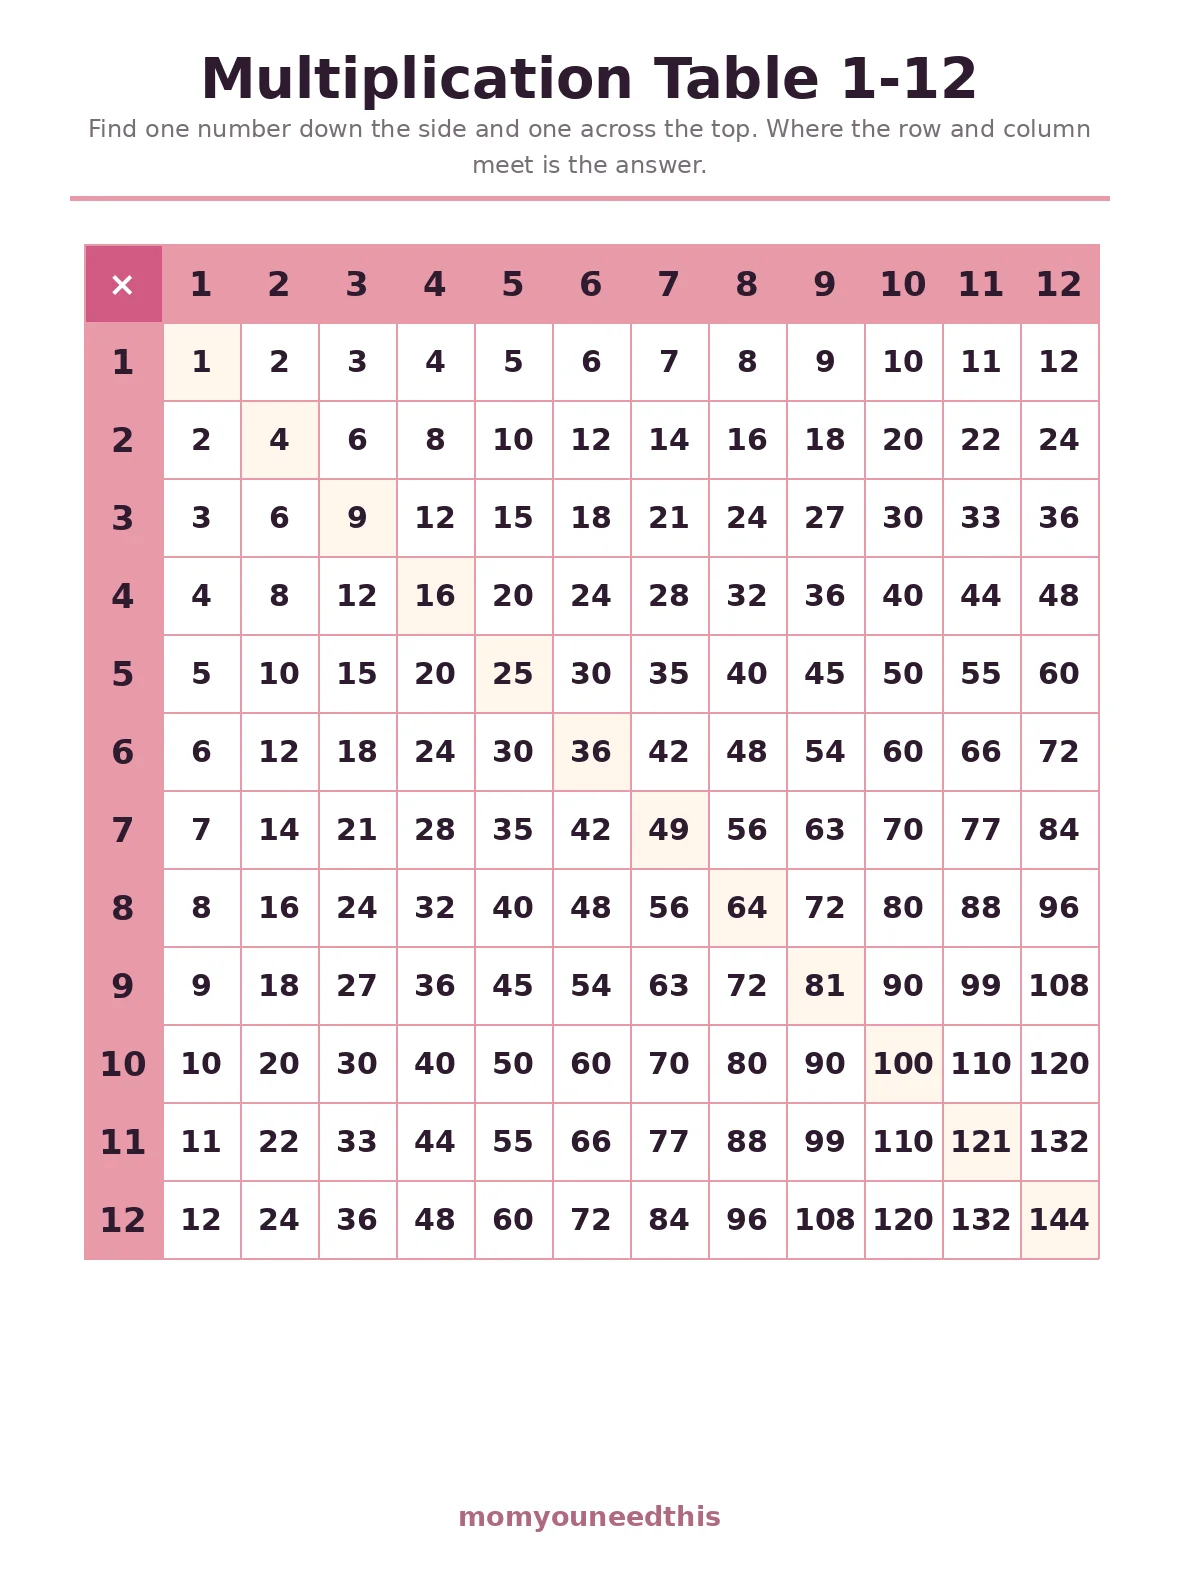 Multiplication Table 1-12
Find one number down the side and one across the top. Where the row and column
meet is the answer.
× 1 2 3 4 5 6 7 8 9 10 11 12
1 1 2 3 4 5 6 7 8 9 10 11 12
2 2 4 6 8 10 12 14 16 18 20 22 24
3 3 6 9 12 15 18 21 24 27 30 33 36
4 4 8 12 16 20 24 28 32 36 40 44 48
5 5 10 15 20 25 30 35 40 45 50 55 60
6 6 12 18 24 30 36 42 48 54 60 66 72
7 7 14 21 28 35 42 49 56 63 70 77 84
8 8 16 24 32 40 48 56 64 72 80 88 96
9 9 18 27 36 45 54 63 72 81 90 99 108
10 10 20 30 40 50 60 70 80 90 100 110 120
11 11 22 33 44 55 66 77 88 99 110 121 132
12 12 24 36 48 60 72 84 96 108 120 132 144
momyouneedthis